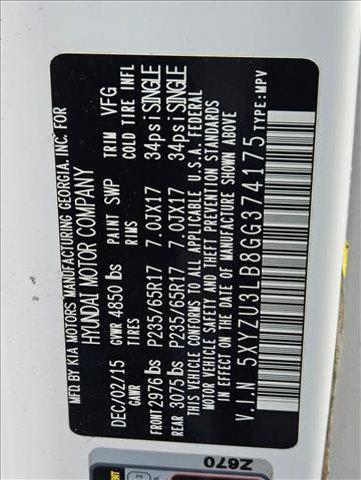 MFD BY KIA MOTORS MANUFACTURING GEORGIA, INC. FOR
HYUNDAI MOTOR COMPANY
DEC/02/15 GVWR 4850 lbs PAINT SWP TRIM VFG
GAWR TIRES RIMS COLD TIRE INFL
FRONT 2976 lbs P235/65R17 7.0JX17 34psi SINGLE
REAR 3075 lbs P235/65R17 7.0JX17 34psi SINGLE
THIS VEHICLE CONFORMS TO ALL APPLICABLE U.S.A. FEDERAL
MOTOR VEHICLE SAFETY, BUMPER, AND THEFT PREVENTION STANDARDS
IN EFFECT ON THE DATE OF MANUFACTURE SHOWN ABOVE.
V.I.N 5XYZU3LB8GG374175 TYPE:MPV
Z670